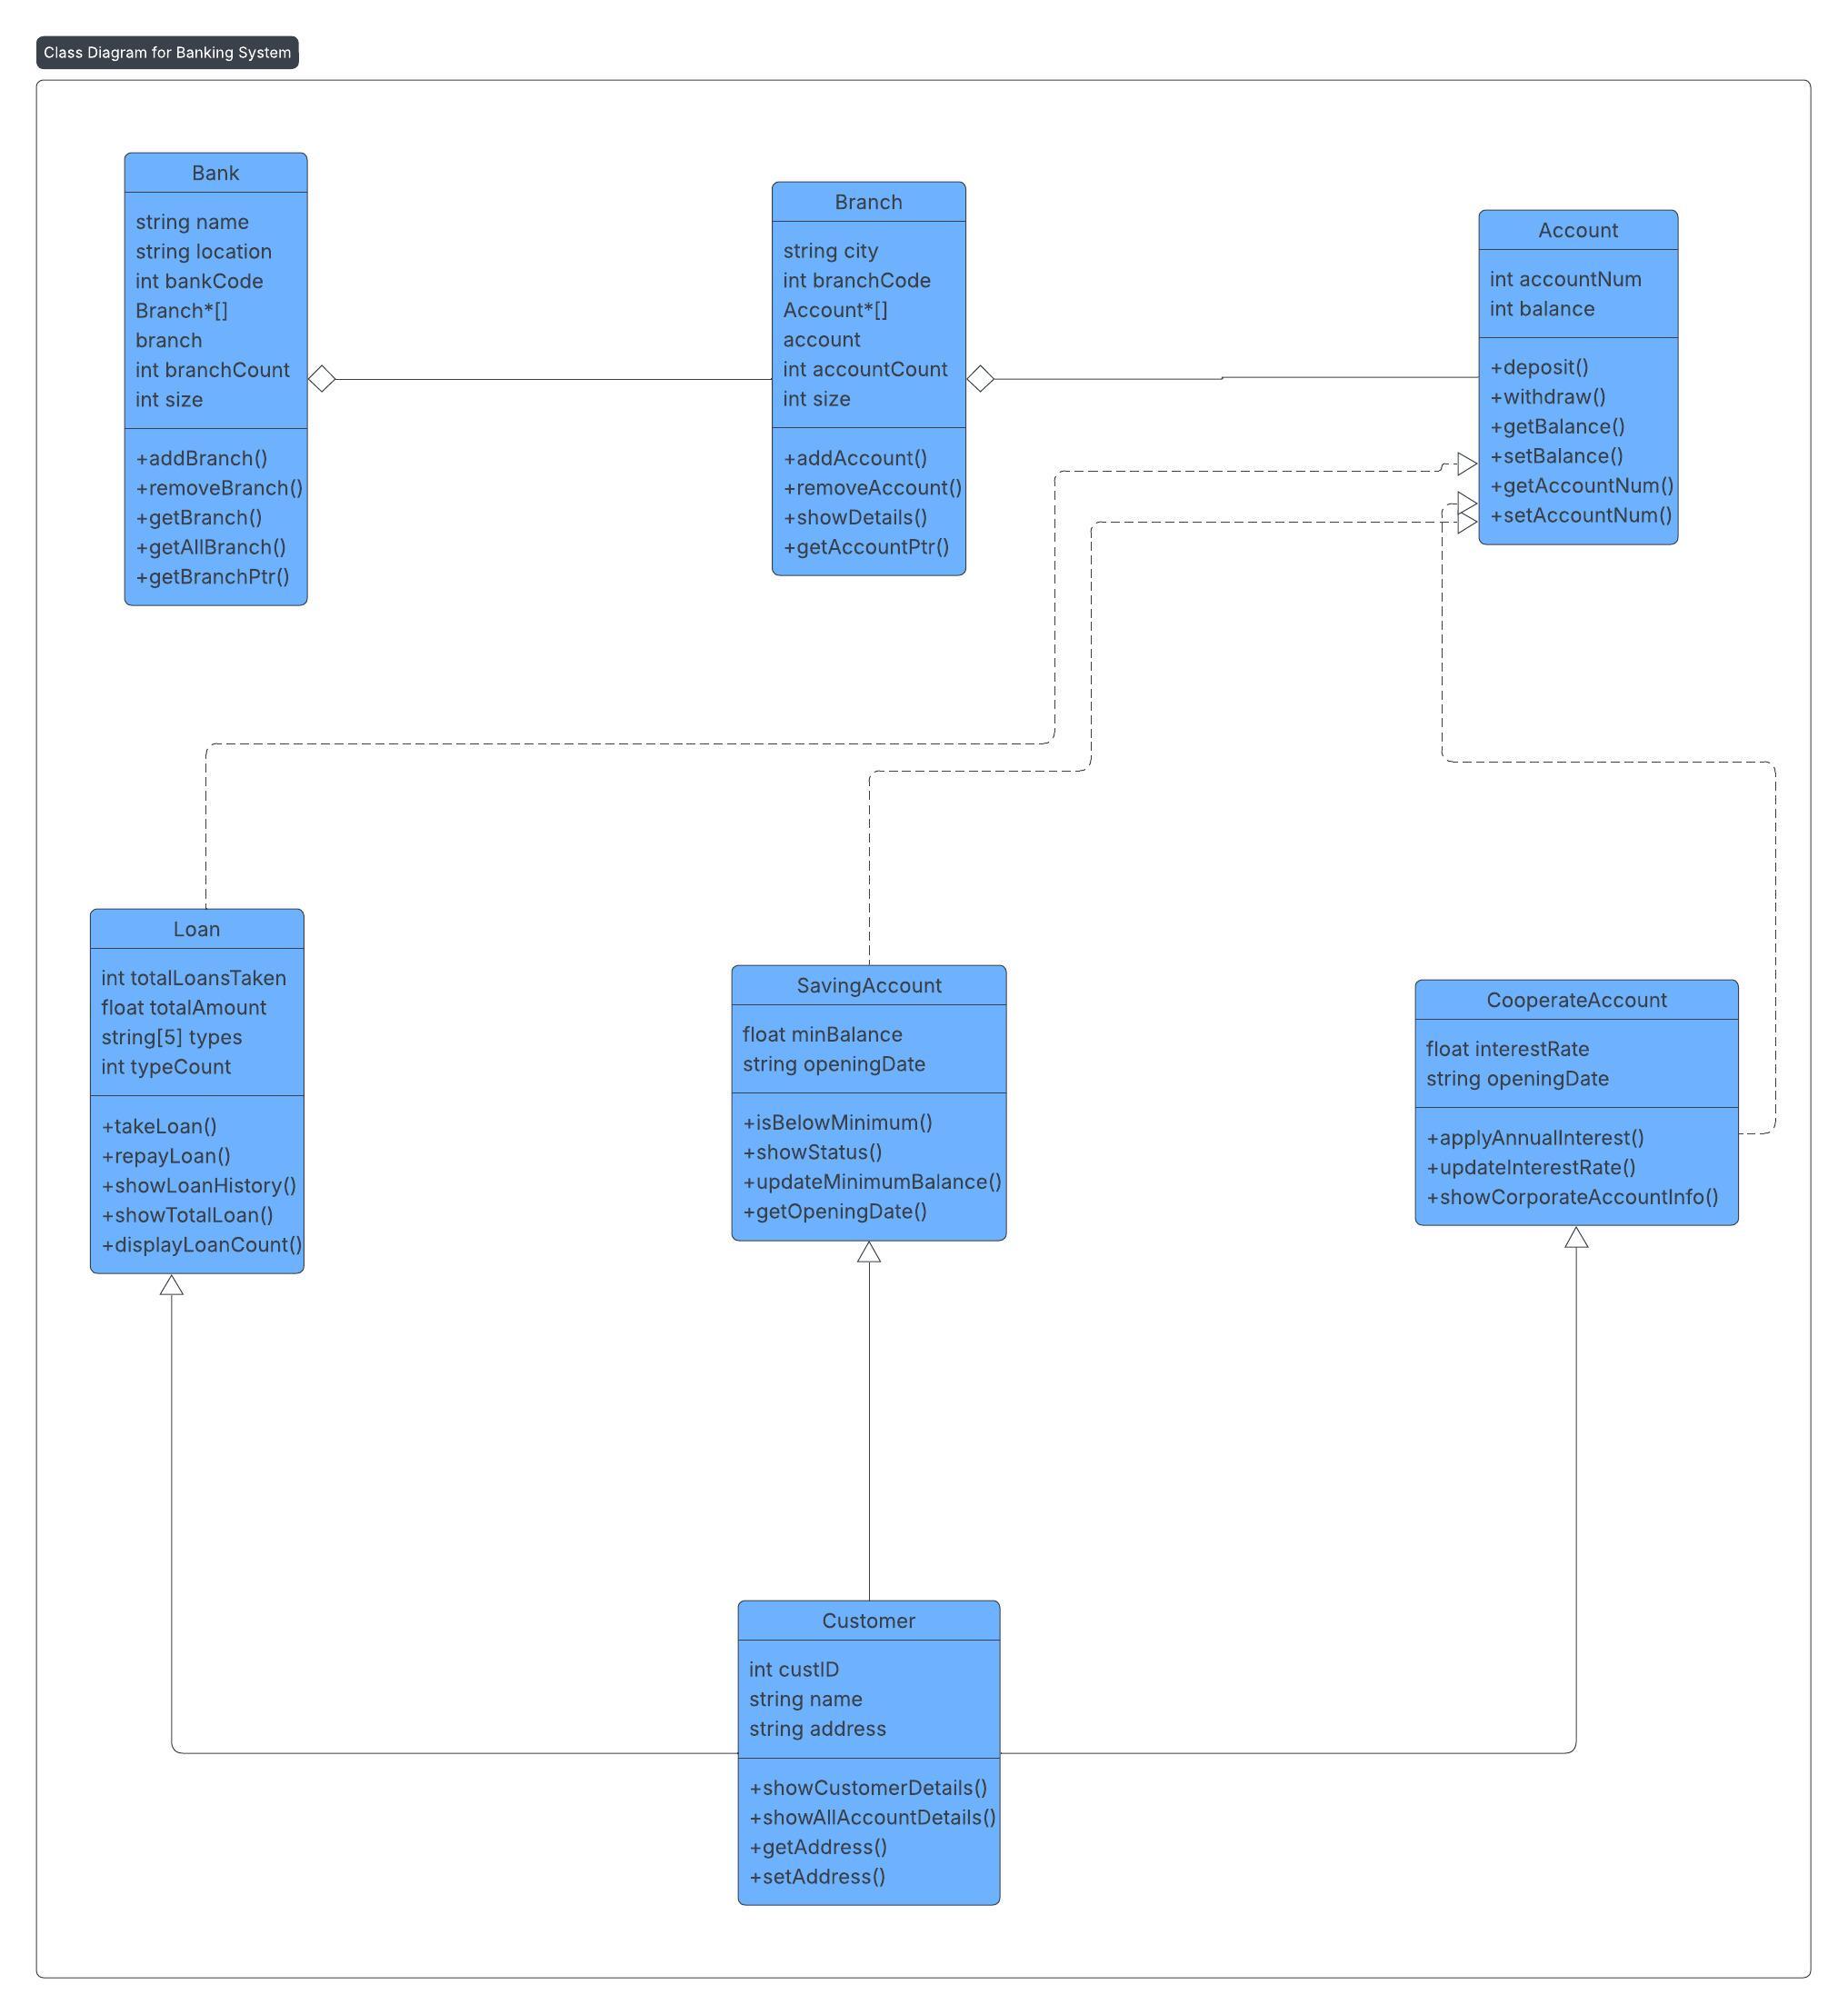 Class Diagram for Banking System
Bank
string name
string location
int bankCode
Branch*[]
branch
int branchCount
int size
+addBranch()
+removeBranch()
+getBranch()
+getAllBranch()
+getBranchPtr()
Branch
string city
int branchCode
Account*[]
account
int accountCount
int size
+addAccount()
+removeAccount()
+showDetails()
+getAccountPtr()
Account
int accountNum
int balance
+deposit()
+withdraw()
+getBalance()
+setBalance()
+getAccountNum()
+setAccountNum()
Loan
int totalLoansTaken
float totalAmount
string[5] types
int typeCount
+takeLoan()
+repayLoan()
+showLoanHistory()
+showTotalLoan()
+displayLoanCount()
SavingAccount
float minBalance
string openingDate
+isBelowMinimum()
+showStatus()
+updateMinimumBalance()
+getOpeningDate()
CooperateAccount
float interestRate
string openingDate
+applyAnnualInterest()
+updateInterestRate()
+showCorporateAccountInfo()
Customer
int custID
string name
string address
+showCustomerDetails()
+showAllAccountDetails()
+getAddress()
+setAddress()